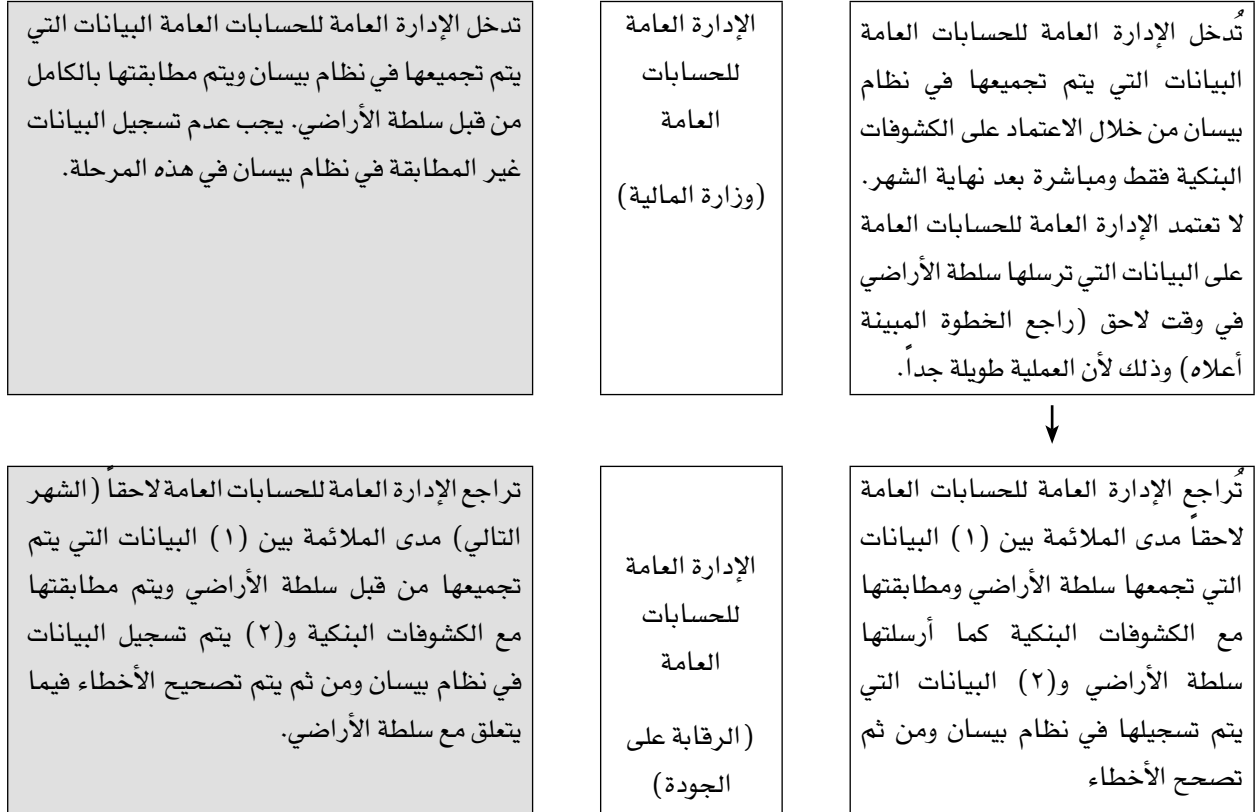 تُدخل الإدارة العامة للحسابات العامة
البيانات التي يتم تجميعها في نظام
بيسان من خلال الاعتماد على الكشوفات
البنكية فقط ومباشرة بعد نهاية الشهر.
لا تعتمد الإدارة العامة للحسابات العامة
على البيانات التي ترسلها سلطة الأراضي
في وقت لاحق (راجع الخطوة المبينة
أعلاه) وذلك لأن العملية طويلة جداً.
الإدارة العامة
للحسابات
العامة
(وزارة المالية)
تدخل الإدارة العامة للحسابات العامة البيانات التي
يتم تجميعها في نظام بيسان ويتم مطابقتها بالكامل
من قبل سلطة الأراضي. يجب عدم تسجيل البيانات
غير المطابقة في نظام بيسان في هذه المرحلة.
تُراجع الإدارة العامة للحسابات العامة
لاحقاً مدى الملائمة بين (١) البيانات
التي تجمعها سلطة الأراضي ومطابقتها
مع الكشوفات البنكية كما أرسلتها
سلطة الأراضي و(٢) البيانات التي
يتم تسجيلها في نظام بيسان ومن ثم
تصحح الأخطاء
الإدارة العامة
للحسابات
العامة
(الرقابة على
الجودة)
تراجع الإدارة العامة للحسابات العامة لاحقاً (الشهر
التالي) مدى الملائمة بين (١) البيانات التي يتم
تجميعها من قبل سلطة الأراضي ويتم مطابقتها
مع الكشوفات البنكية و(٢) يتم تسجيل البيانات
في نظام بيسان ومن ثم يتم تصحيح الأخطاء فيما
يتعلق مع سلطة الأراضي.